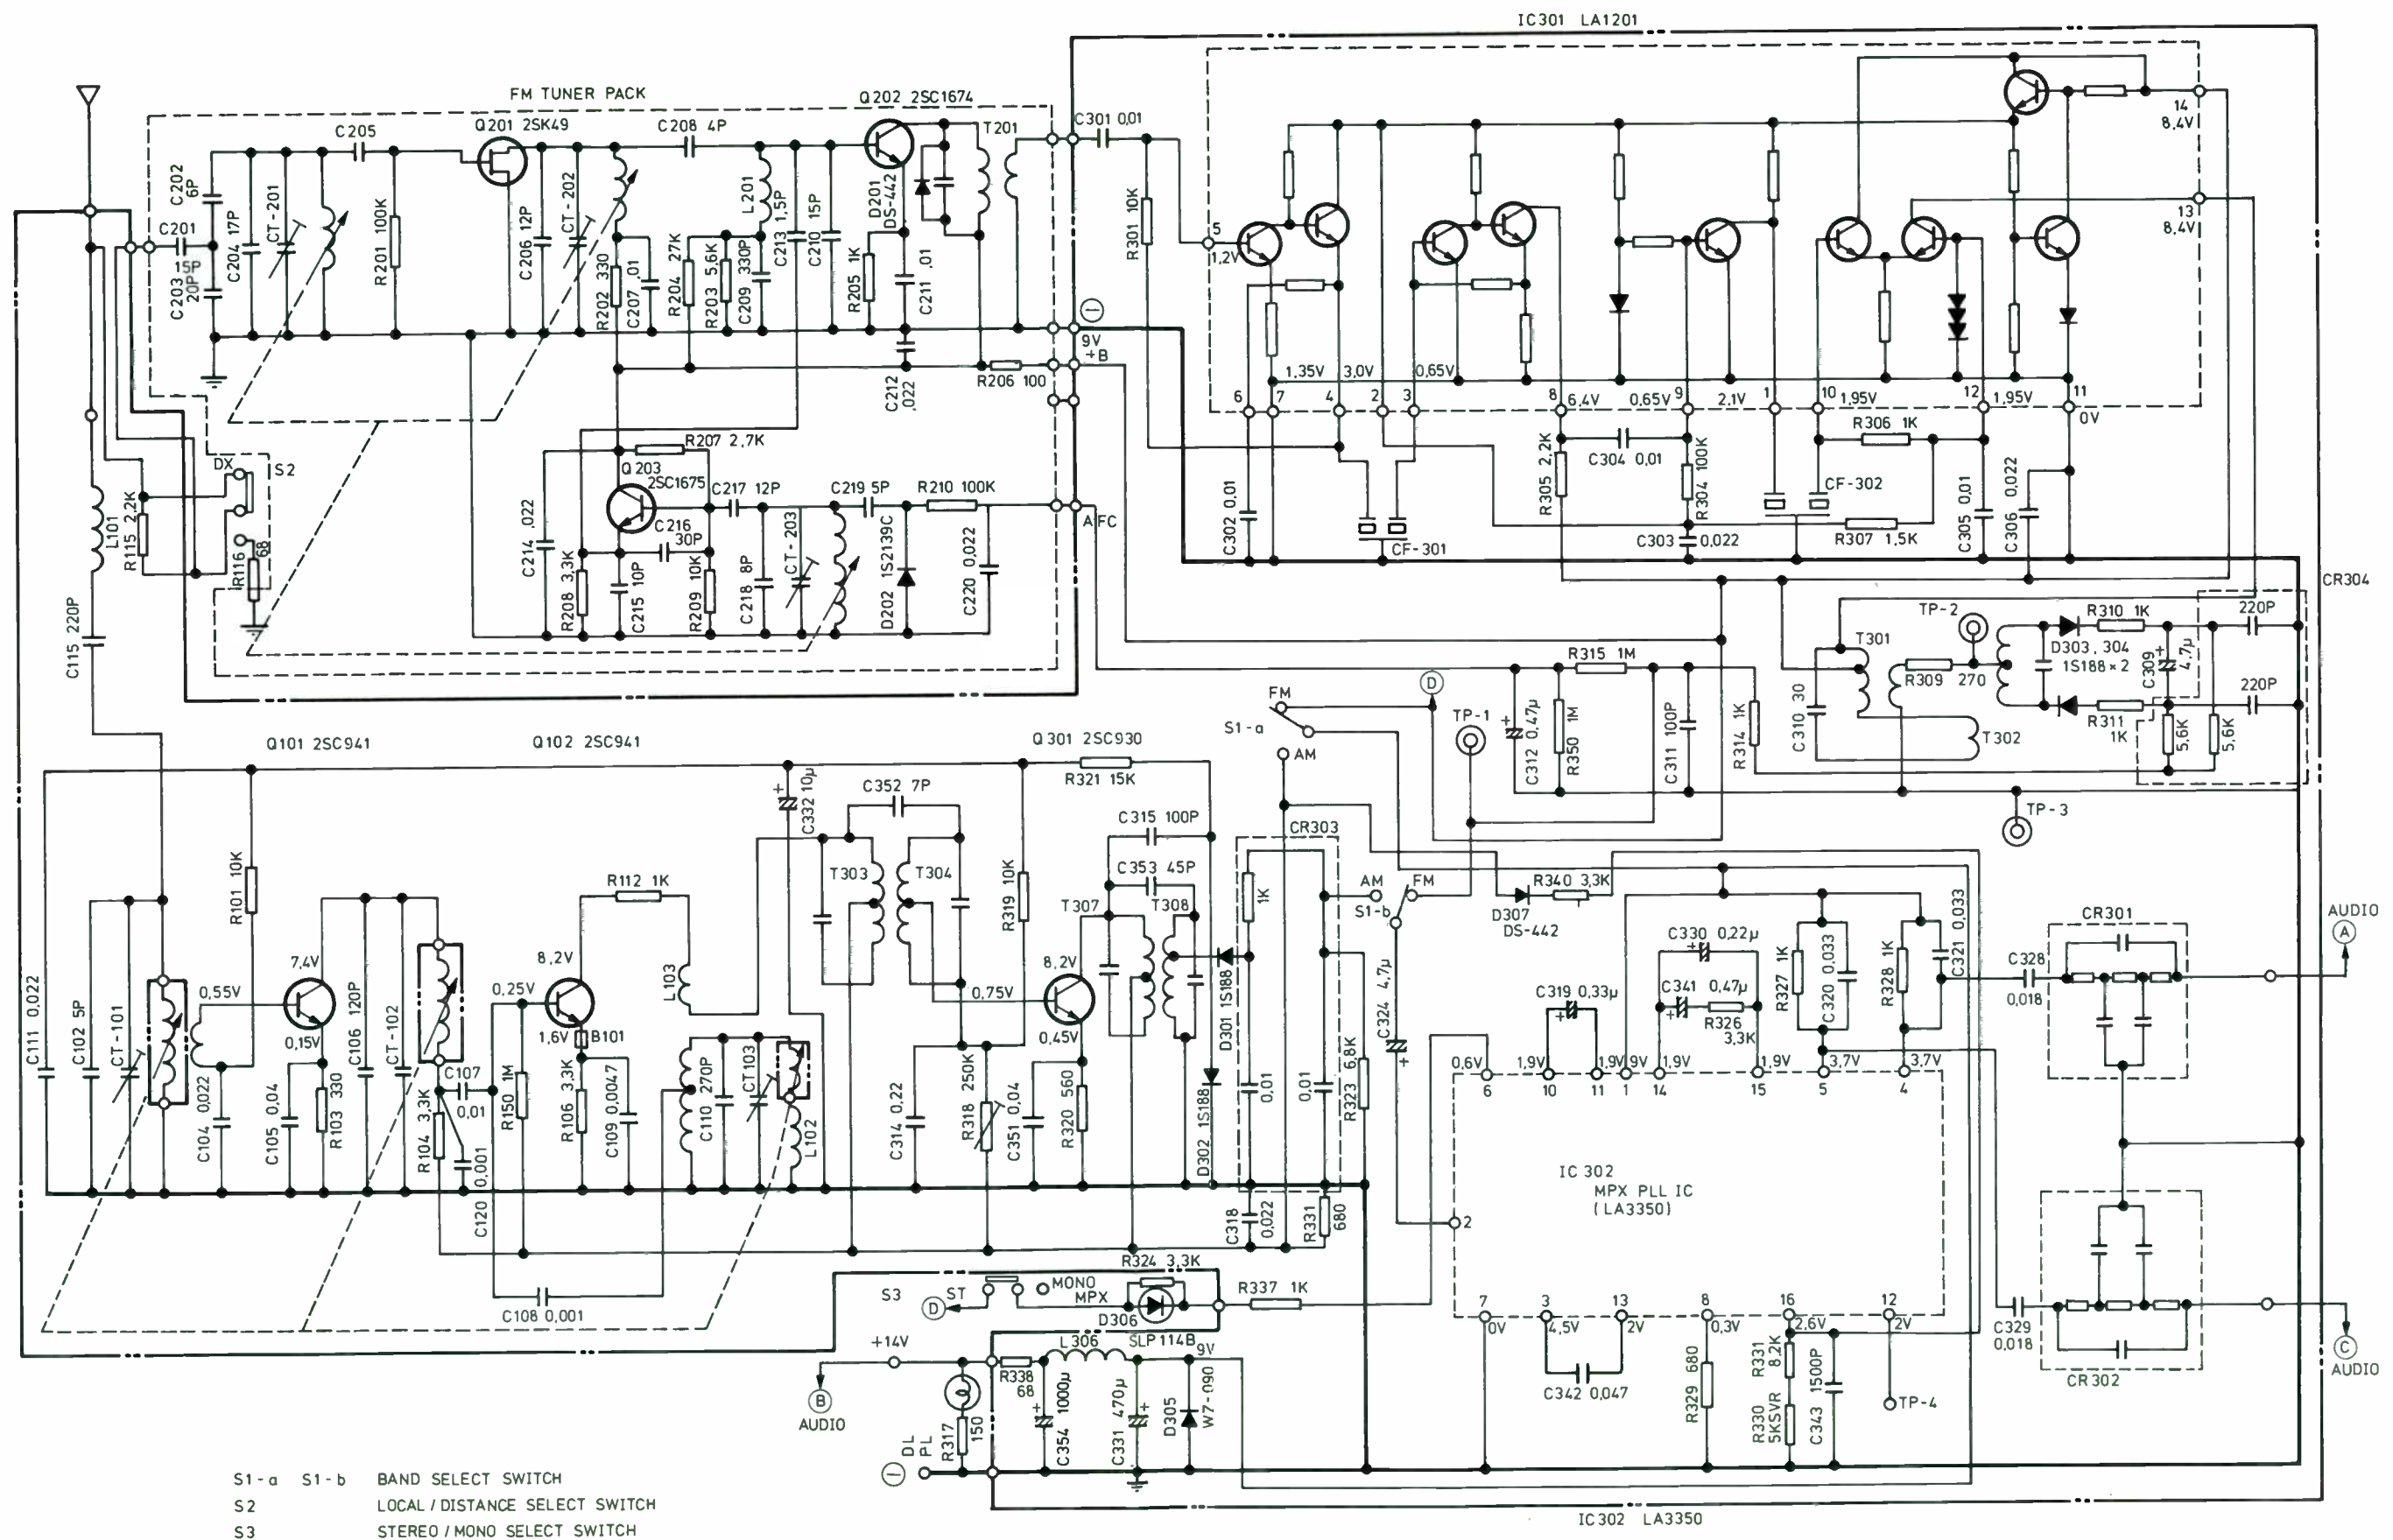 IC301 LA1201
FM TUNER PACK
Q202 2SC1674
Q201 2SK49
C205
C208 4P
T201
C301 0,01
14
8,4V
C202
6P
C201
15P
C203
20P
C204 17P
CT-201
R201 100K
C206 12P
CT-202
R202 330
C207 ,01
R204 27K
R203 5,6K
L201
C209 330P
C213 1,5P
C210 15P
D201
DS-442
R205 1K
C211 ,01
C212
,022
R206 100
9V
+B
R301 10K
5
1,2V
13
8,4V
1,35V
3,0V
0,65V
6
7
4
2
3
8
6,4V
0,65V
9
2,1V
1
10
1,95V
12
1,95V
11
0V
DX
S2
L101
R115 2,2K
R116
68
C115 220P
R207 2,7K
Q203
2SC1675
C214 ,022
C217 12P
C216
30P
C219 5P
R210 100K
AFC
R208 3,3K
C215 10P
R209 10K
C218 8P
CT-203
D202 1S2139C
C220 0,022
C302 0,01
CF-301
R305 2,2K
C304 0,01
R304 100K
C303 0,022
CF-302
R306 1K
R307 1,5K
C305 0,01
C306 0,022
CR304
TP-2
R310 1K
220P
T301
D303, 304
1S188×2
C309
4,7μ
R309
270
R311
1K
220P
5,6K
5,6K
C310 30
T302
TP-3
R315 1M
D
FM
S1-a
AM
TP-1
C312 0,47μ
R350 1M
C311 100P
R314 1K
Q101 2SC941
Q102 2SC941
Q301 2SC930
R321 15K
C332 10μ
C352 7P
C315 100P
CR303
C353 45P
T303
T304
R319 10K
T307
T308
1K
R101 10K
R112 1K
L103
AM
FM
S1-b
D307
DS-442
R340 3,3K
C111 0,022
C102 5P
CT-101
0,55V
7,4V
0,15V
C104 0,022
C105 0,04
R103 330
C106 120P
CT-102
R104 3,3K
C107
0,01
C120 0,001
0,25V
8,2V
1,6V
B101
R150 1M
R106 3,3K
C109 0,0047
C108 0,001
C110 270P
CT103
L102
C314 0,22
R318 250K
0,75V
8,2V
0,45V
C351 0,04
R320 560
D301 1S188
D302 1S188
0,01
0,01
R323 6,8K
C318
0,022
R331
680
C324 4,7μ
C330 0,22μ
C319 0,33μ
C341 0,47μ
R326
3,3K
R327 1K
C320 0,033
R328 1K
C321 0,033
C328
0,018
CR301
AUDIO
A
0,6V
1,9V
1,9V
9V
1,9V
1,9V
3,7V
3,7V
6
10
11
1
14
15
5
4
2
IC302
MPX PLL IC
(LA3350)
7
3
13
8
16
12
0V
4,5V
2V
0,3V
2,6V
2V
C342 0,047
R329 680
R331
8,2K
R330
5KSVR
C343 1500P
TP-4
C329
0,018
CR302
C
AUDIO
R324 3,3K
S3
D
ST
MONO
MPX
D306
SLP114B
R337 1K
+14V
B
AUDIO
L306
9V
R338
68
R317
150
DL
PL
C354 1000μ
C331 470μ
D305
WZ-090
S1-a S1-b BAND SELECT SWITCH
S2 LOCAL / DISTANCE SELECT SWITCH
S3 STEREO / MONO SELECT SWITCH
IC302 LA3350